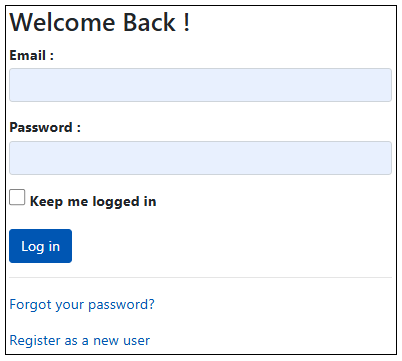 Welcome Back !
Email :
Password :
Keep me logged in
Log in
Forgot your password?
Register as a new user